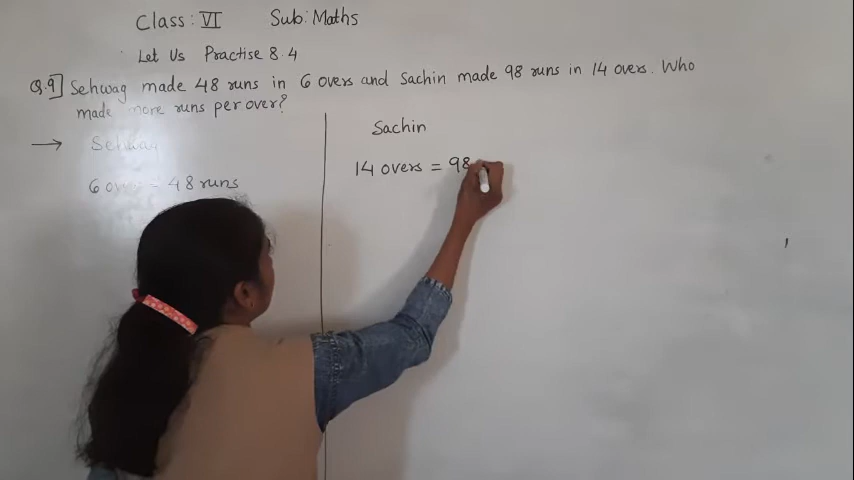 Class: VI Sub: Maths
Let Us Practise 8.4
Q.9] Sehwag made 48 runs in 6 overs and Sachin made 98 runs in 14 overs. Who
made more runs per over?
→ Sehwag
Sachin
6 overs = 48 runs
14 overs = 98